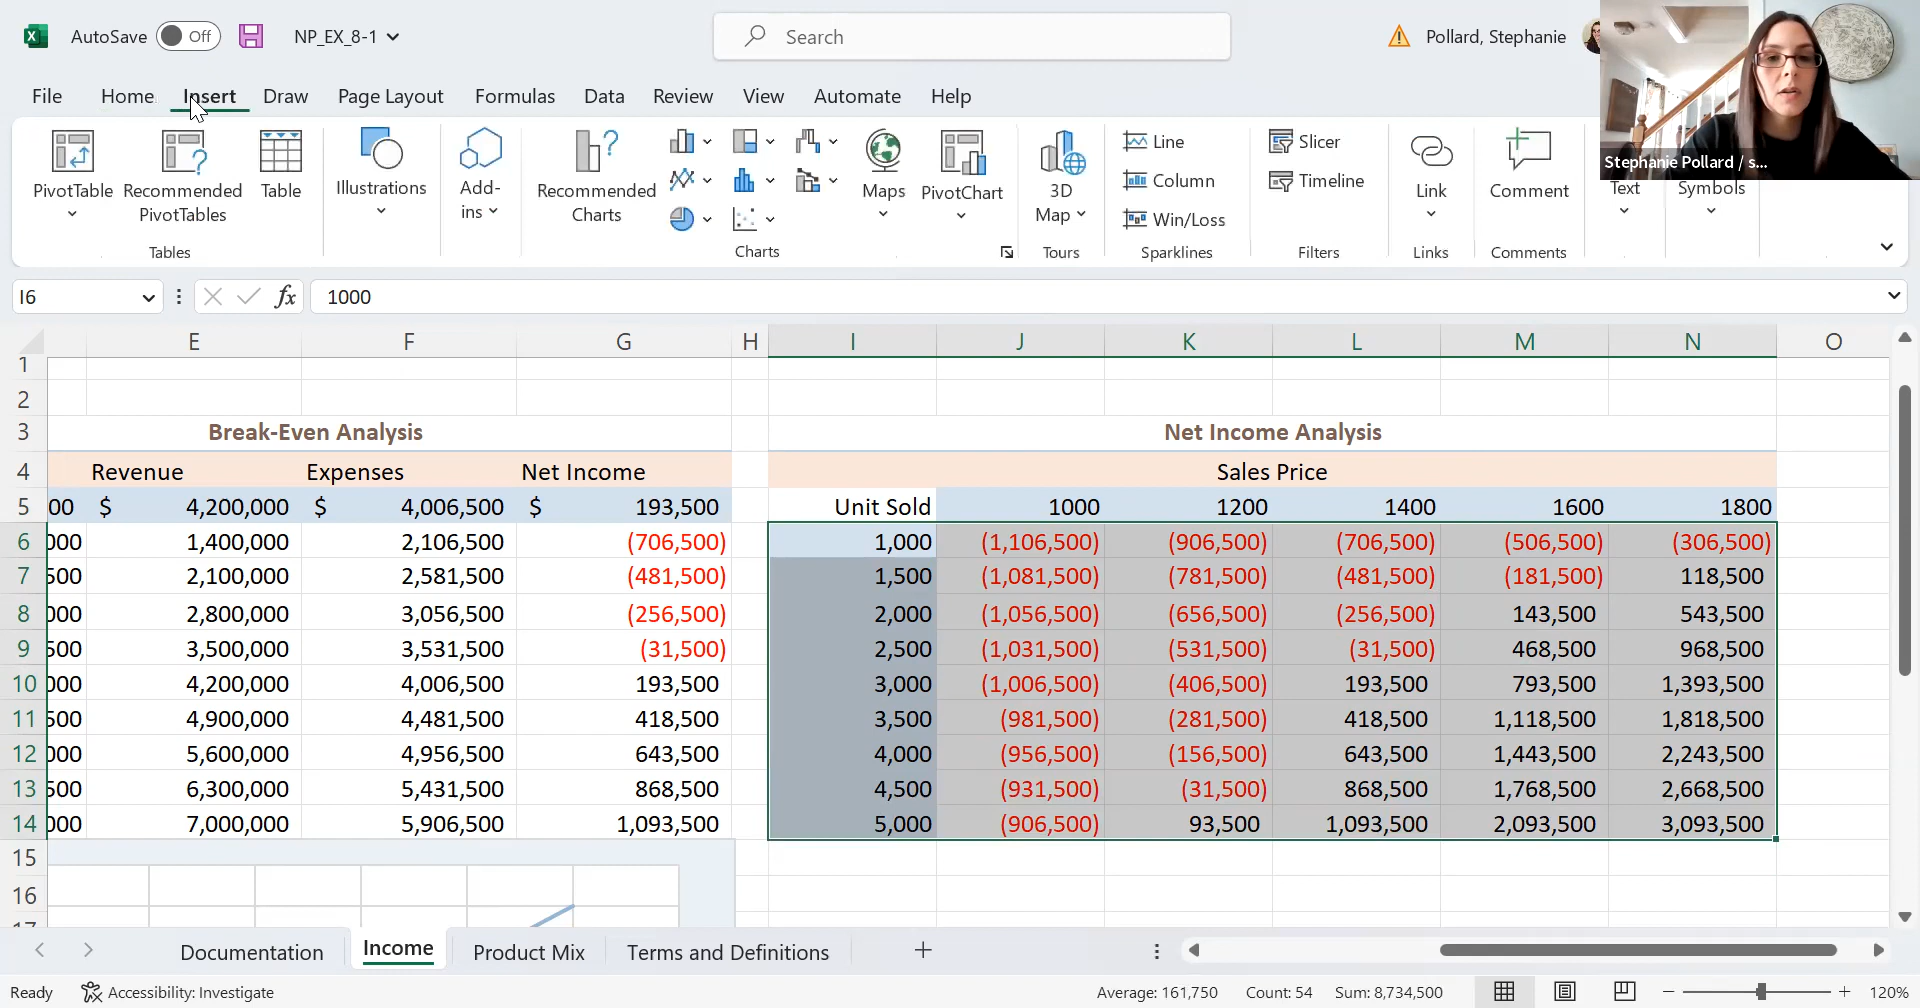 AutoSave Off NP_EX_8-1 Search Pollard, Stephanie
File Home Insert Draw Page Layout Formulas Data Review View Automate Help
PivotTable Recommended PivotTables Table
Tables
Illustrations
Add-ins
Recommended Charts
Maps PivotChart
Charts
3D Map
Tours
Line
Column
Win/Loss
Sparklines
Slicer
Timeline
Filters
Link
Links
Comment
Comments
Text
Symbols
Stephanie Pollard / s...
I6 fx 1000
E F G H I J K L M N O
1
2
3 Break-Even Analysis Net Income Analysis
4 Revenue Expenses Net Income Sales Price
5 00 $ 4,200,000 $ 4,006,500 $ 193,500 Unit Sold 1000 1200 1400 1600 1800
6 000 1,400,000 2,106,500 (706,500) 1,000 (1,106,500) (906,500) (706,500) (506,500) (306,500)
7 500 2,100,000 2,581,500 (481,500) 1,500 (1,081,500) (781,500) (481,500) (181,500) 118,500
8 000 2,800,000 3,056,500 (256,500) 2,000 (1,056,500) (656,500) (256,500) 143,500 543,500
9 500 3,500,000 3,531,500 (31,500) 2,500 (1,031,500) (531,500) (31,500) 468,500 968,500
10 000 4,200,000 4,006,500 193,500 3,000 (1,006,500) (406,500) 193,500 793,500 1,393,500
11 500 4,900,000 4,481,500 418,500 3,500 (981,500) (281,500) 418,500 1,118,500 1,818,500
12 000 5,600,000 4,956,500 643,500 4,000 (956,500) (156,500) 643,500 1,443,500 2,243,500
13 500 6,300,000 5,431,500 868,500 4,500 (931,500) (31,500) 868,500 1,768,500 2,668,500
14 000 7,000,000 5,906,500 1,093,500 5,000 (906,500) 93,500 1,093,500 2,093,500 3,093,500
15
16
17
Documentation Income Product Mix Terms and Definitions
Ready Accessibility: Investigate Average: 161,750 Count: 54 Sum: 8,734,500 120%